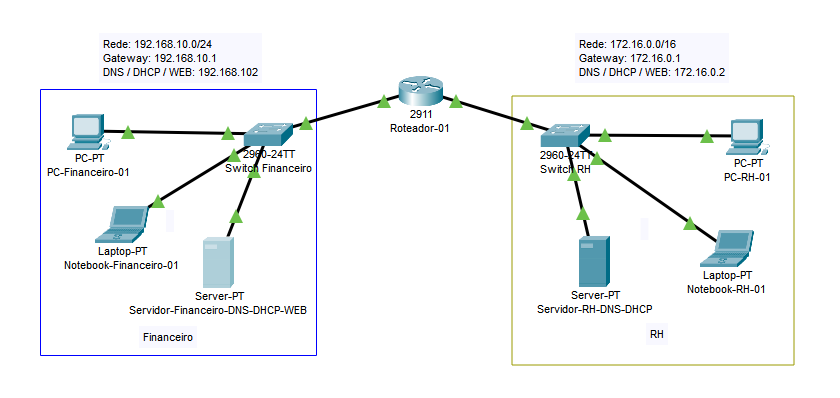 Rede: 192.168.10.0/24
Gateway: 192.168.10.1
DNS / DHCP / WEB: 192.168.102
Rede: 172.16.0.0/16
Gateway: 172.16.0.1
DNS / DHCP / WEB: 172.16.0.2
2911
Roteador-01
PC-PT
PC-Financeiro-01
2960-24TT
Switch Financeiro
Laptop-PT
Notebook-Financeiro-01
Server-PT
Servidor-Financeiro-DNS-DHCP-WEB
Financeiro
2960-24TT
Switch RH
PC-PT
PC-RH-01
Laptop-PT
Notebook-RH-01
Server-PT
Servidor-RH-DNS-DHCP
RH